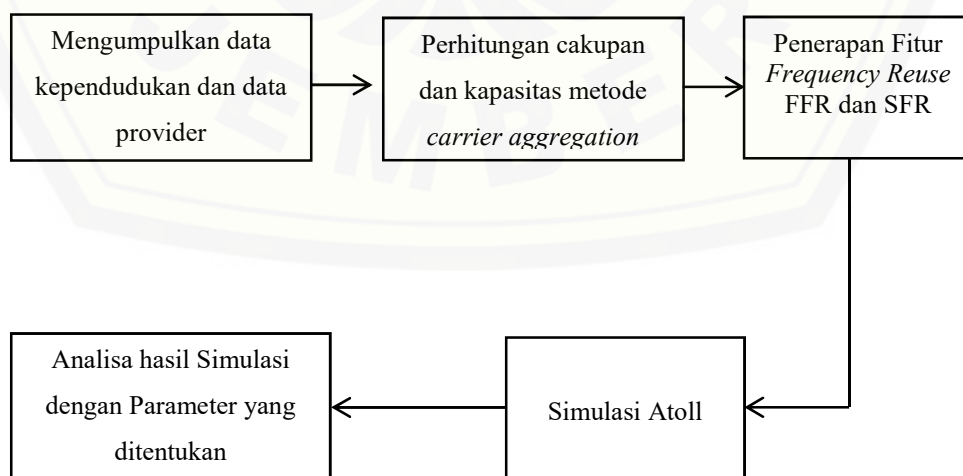 Mengumpulkan data
kependudukan dan data
provider
Perhitungan cakupan
dan kapasitas metode
carrier aggregation
Penerapan Fitur
Frequency Reuse
FFR dan SFR
Analisa hasil Simulasi
dengan Parameter yang
ditentukan
Simulasi Atoll
JEMBER